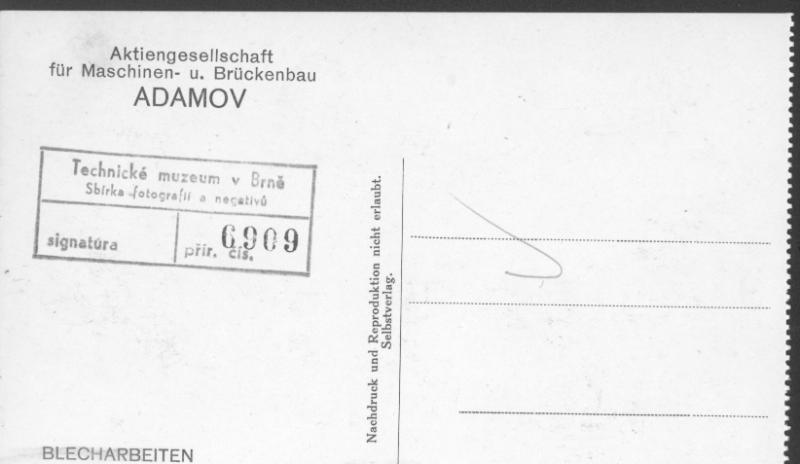 Aktiengesellschaft
für Maschinen- u. Brückenbau
ADAMOV
Technické muzeum v Brně
Sbírka fotografií a negativů
signatúra
přír. čís. 6909
Nachdruck und Reproduktion nicht erlaubt.
Selbstverlag.
BLECHARBEITEN